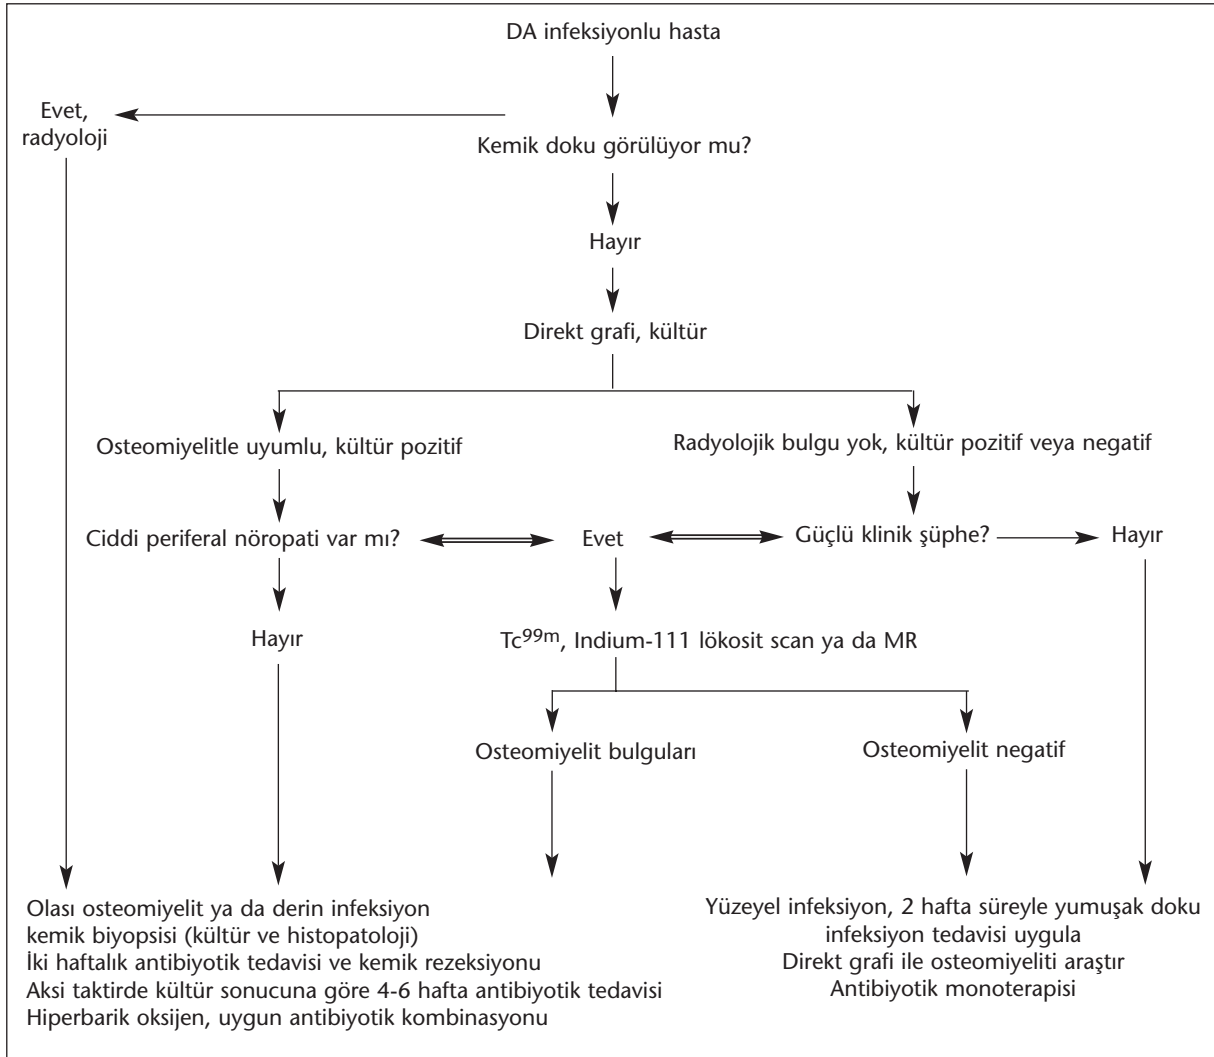 DA infeksiyonlu hasta
Evet,
radyoloji
Kemik doku görülüyor mu?
Hayır
Direkt grafi, kültür
Osteomiyelitle uyumlu, kültür pozitif
Radyolojik bulgu yok, kültür pozitif veya negatif
Ciddi periferal nöropati var mı?
Evet
Güçlü klinik şüphe?
Hayır
Hayır
Tc99m, Indium-111 lökosit scan ya da MR
Osteomiyelit bulguları
Osteomiyelit negatif
Olası osteomiyelit ya da derin infeksiyon
kemik biyopsisi (kültür ve histopatoloji)
İki haftalık antibiyotik tedavisi ve kemik rezeksiyonu
Aksi taktirde kültür sonucuna göre 4-6 hafta antibiyotik tedavisi
Hiperbarik oksijen, uygun antibiyotik kombinasyonu
Yüzeyel infeksiyon, 2 hafta süreyle yumuşak doku
infeksiyon tedavisi uygula
Direkt grafi ile osteomiyeliti araştır
Antibiyotik monoterapisi